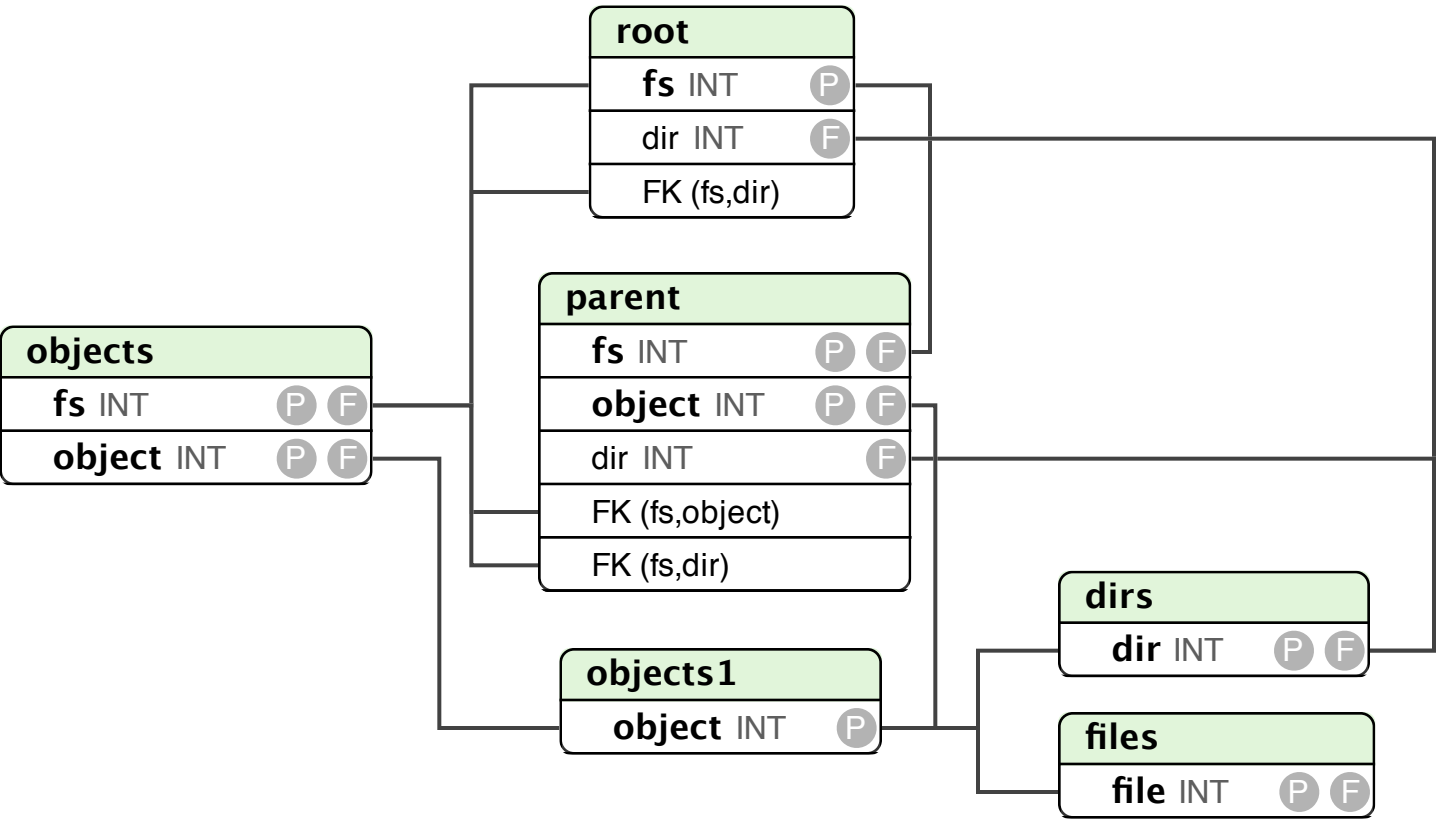 root
fs INT P
dir INT F
FK (fs,dir)
parent
fs INT P F
object INT P F
dir INT F
FK (fs,object)
FK (fs,dir)
objects
fs INT P F
object INT P F
objects1
object INT P
dirs
dir INT P F
files
file INT P F